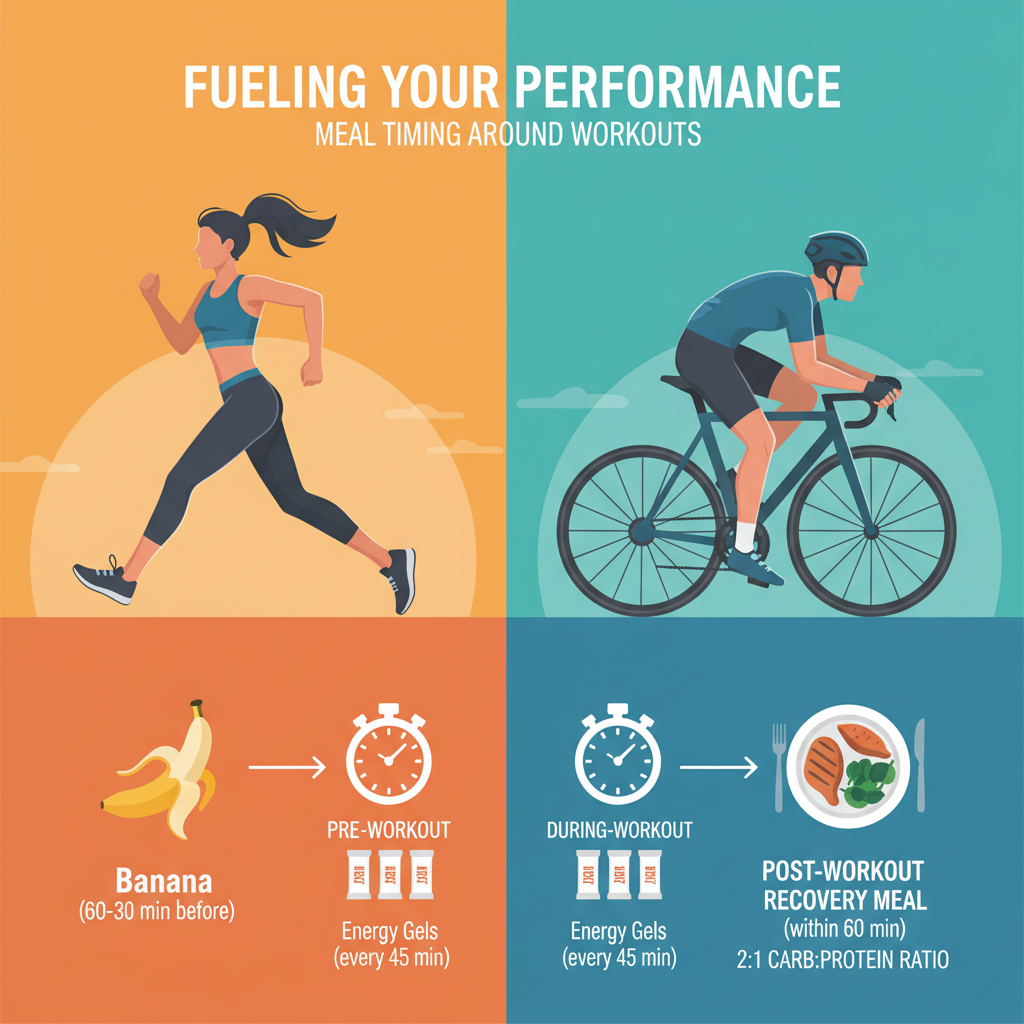 FUELING YOUR PERFORMANCE
MEAL TIMING AROUND WORKOUTS
Banana
(60-30 min before)
PRE-WORKOUT
Energy Gels
(every 45 min)
DURING-WORKOUT
Energy Gels
(every 45 min)
POST-WORKOUT
RECOVERY MEAL
(within 60 min)
2:1 CARB:PROTEIN RATIO